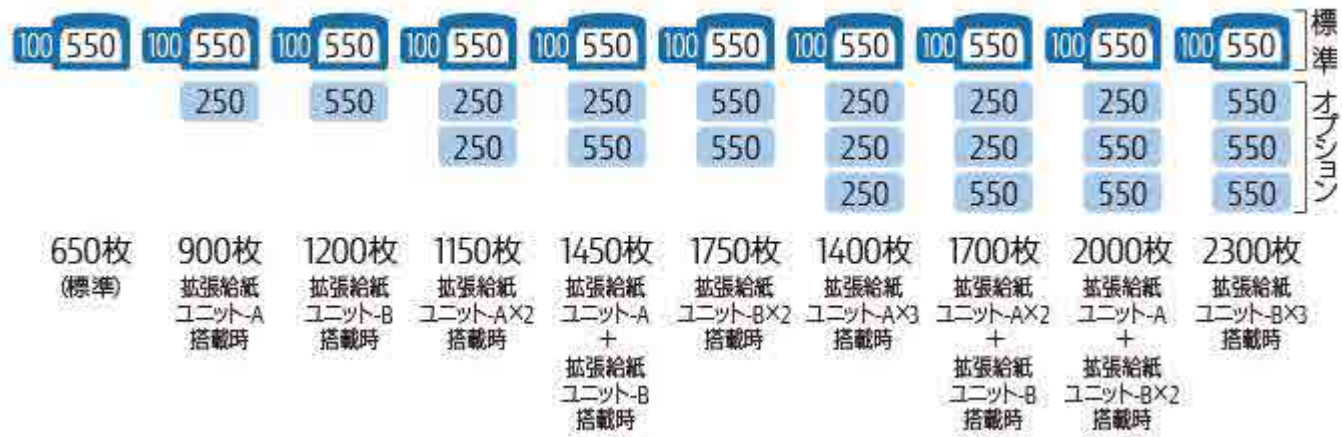 100 550 100 550 100 550 100 550 100 550 100 550 100 550 100 550 100 550 100 550 標準
250 550 250 250 550 250 250 250 550 オプション
250 550 550 250 250 550 550
250 550 550 550
650枚 900枚 1200枚 1150枚 1450枚 1750枚 1400枚 1700枚 2000枚 2300枚
(標準) 拡張給紙 拡張給紙 拡張給紙 拡張給紙 拡張給紙 拡張給紙 拡張給紙 拡張給紙 拡張給紙
ユニット-A ユニット-B ユニット-A×2 ユニット-A ユニット-B×2 ユニット-A×3 ユニット-A×2 ユニット-A ユニット-B×3
搭載時 搭載時 搭載時 + 搭載時 搭載時 + + 搭載時
拡張給紙 拡張給紙 拡張給紙
ユニット-B ユニット-B ユニット-B×2
搭載時 搭載時 搭載時